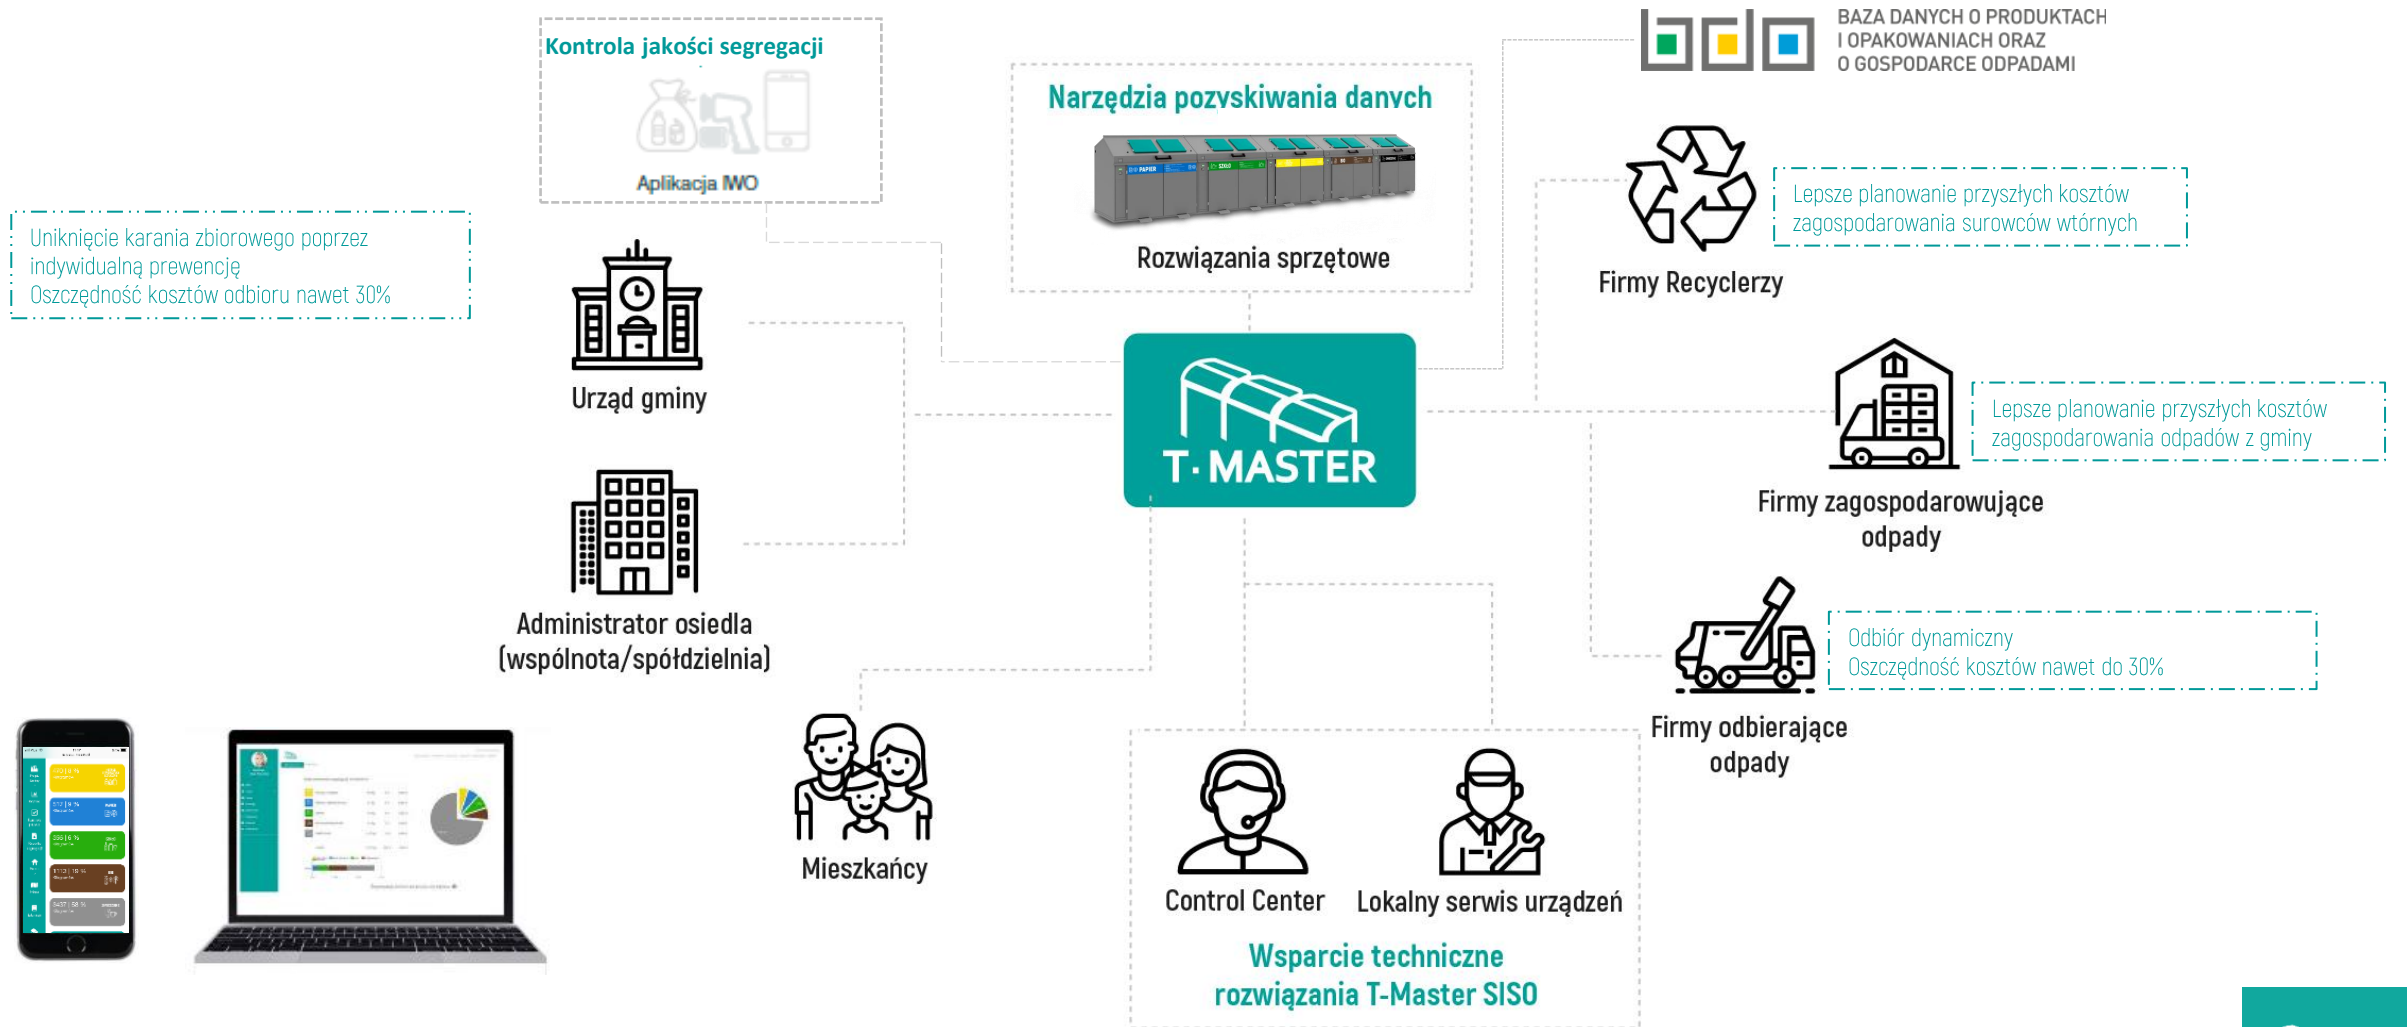 Kontrola jakości segregacji
Aplikacja IWO
Narzędzia pozyskiwania danych
PAPIER
SZKŁO
Rozwiązania sprzętowe
BAZA DANYCH O PRODUKTACH
I OPAKOWANIACH ORAZ
O GOSPODARCE ODPADAMI
Lepsze planowanie przyszłych kosztów
zagospodarowania surowców wtórnych
Firmy Recyclerzy
Uniknięcie karania zbiorowego poprzez
indywidualną prewencję
Oszczędność kosztów odbioru nawet 30%
Urząd gminy
T·MASTER
Lepsze planowanie przyszłych kosztów
zagospodarowania odpadów z gminy
Firmy zagospodarowujące
odpady
Administrator osiedla
(wspólnota/spółdzielnia)
Odbiór dynamiczny
Oszczędność kosztów nawet do 30%
Firmy odbierające
odpady
Mieszkańcy
Control Center
Lokalny serwis urządzeń
Wsparcie techniczne
rozwiązania T-Master SISO